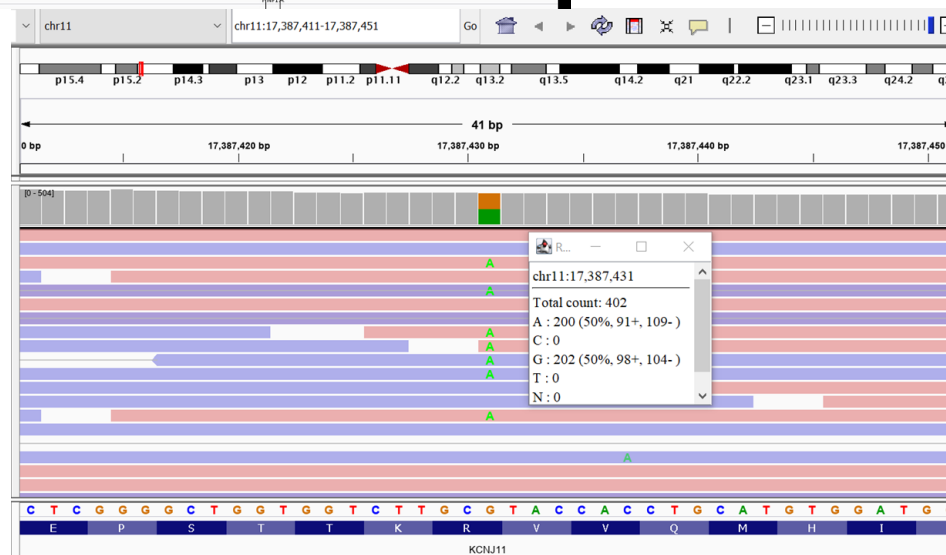 chr11
chr11:17,387,411-17,387,451
Go
p15.4 p15.2 p14.3 p13 p12 p11.2 p11.11 q12.2 q13.2 q13.5 q14.2 q21 q22.2 q23.1 q23.3 q24.2
41 bp
0 bp 17,387,420 bp 17,387,430 bp 17,387,440 bp 17,387,450
[0 - 504]
R...
A
chr11:17,387,431
A
Total count: 402
A : 200 (50%, 91+, 109- )
A
C : 0
A
G : 202 (50%, 98+, 104- )
A
A
T : 0
N : 0
A
A
C T C G G G G C T G G T G G T C T T G C G T A C C A C C T G C A T G T G G A T G
E P S T T K R V V Q M H I
KCNJ11